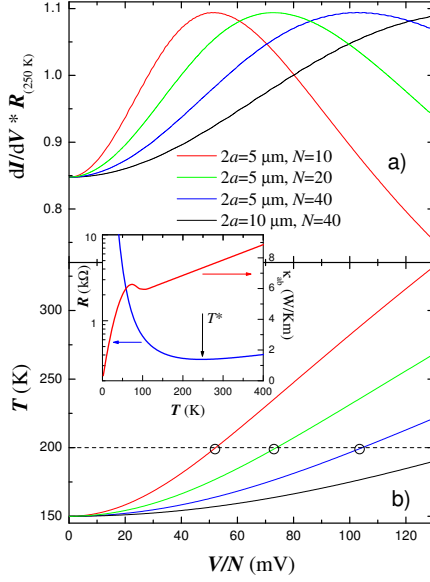 1.1
1.0
0.9
0.8
dI/dV * R(250 K)
2a=5 μm, N=10
2a=5 μm, N=20
2a=5 μm, N=40
2a=10 μm, N=40
a)
10
1
R (kΩ)
8
6
4
2
0
κab (W/Km)
T*
0 100 200 300 400
T (K)
300
250
200
150
T (K)
b)
0 20 40 60 80 100 120
V/N (mV)